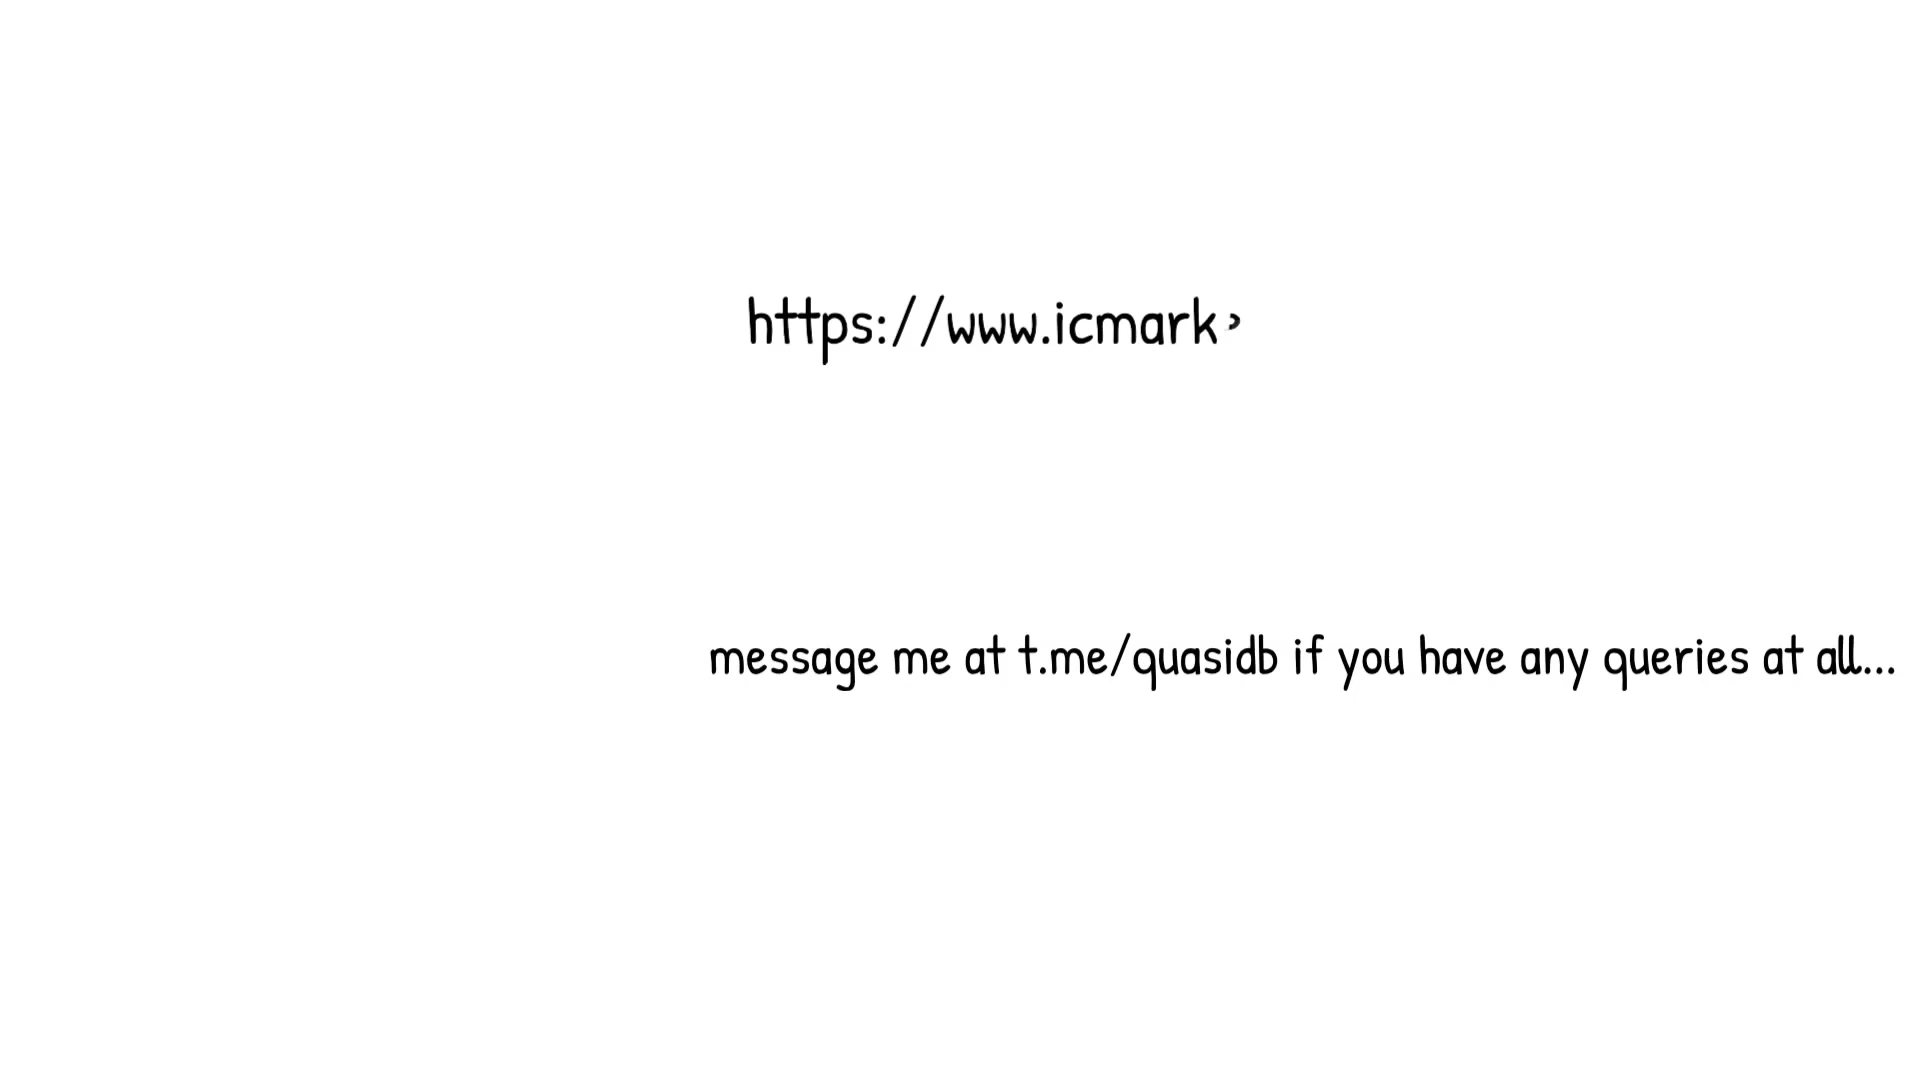 https://www.icmark
message me at t.me/quasidb if you have any queries at all...